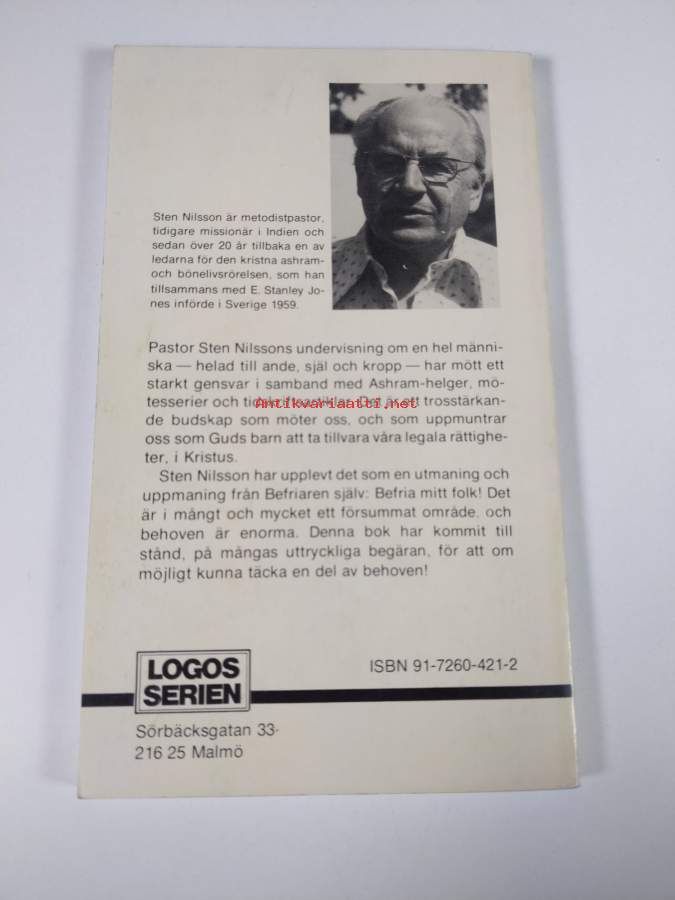 Sten Nilsson är metodistpastor,
tidigare missionär i Indien och
sedan över 20 år tillbaka en av
ledarna för den kristna ashram-
och bönelivsrörelsen, som han
tillsammans med E. Stanley Jo-
nes införde i Sverige 1959.
Pastor Sten Nilssons undervisning om en hel männi-
ska — helad till ande, själ och kropp — har mött ett
starkt gensvar i samband med Ashram-helger, mö-
tesserier och tidskriftsartiklar. Det är ett trosstärkan-
Antikvariaatti.net
de budskap som möter oss, och som uppmuntrar
oss som Guds barn att ta tillvara våra legala rättighe-
ter, i Kristus.
Sten Nilsson har upplevt det som en utmaning och
uppmaning från Befriaren själv: Befria mitt folk! Det
är i mångt och mycket ett försummat område, och
behoven är enorma. Denna bok har kommit till
stånd, på mångas uttryckliga begäran, för att om
möjligt kunna täcka en del av behoven!
LOGOS
SERIEN
ISBN 91-7260-421-2
Sörbäcksgatan 33
216 25 Malmö